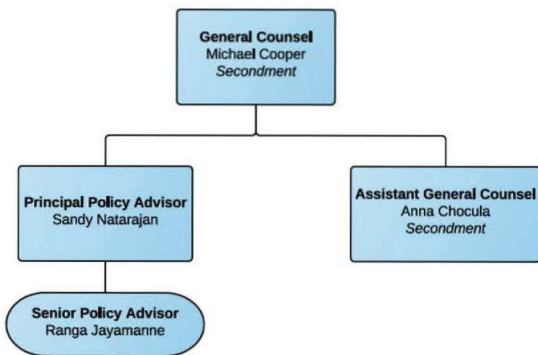 General Counsel
Michael Cooper
Secondment
Principal Policy Advisor
Sandy Natarajan
Assistant General Counsel
Anna Chocula
Secondment
Senior Policy Advisor
Ranga Jayamanne